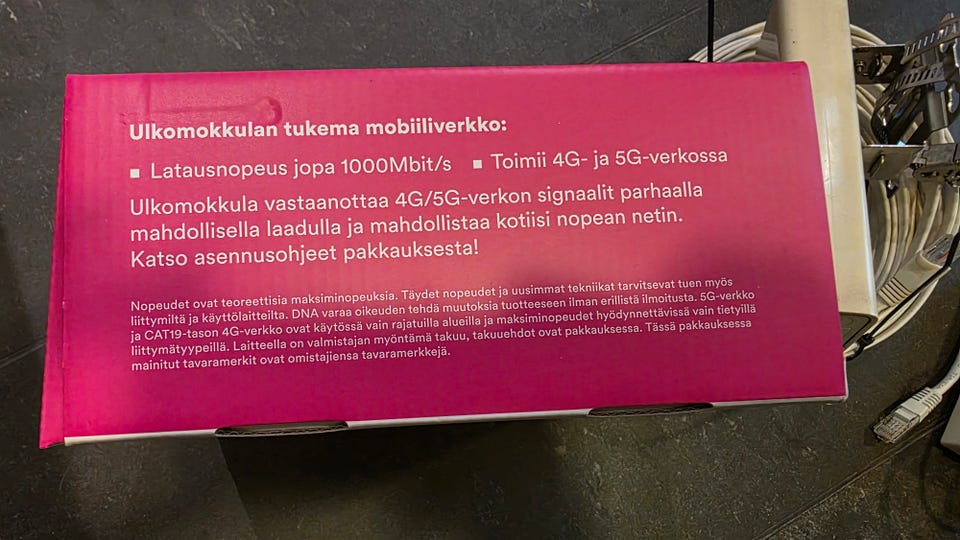 Ulkomokkulan tukema mobiiliverkko:
▪ Latausnopeus jopa 1000Mbit/s ▪ Toimii 4G- ja 5G-verkossa
Ulkomokkula vastaanottaa 4G/5G-verkon signaalit parhaalla
mahdollisella laadulla ja mahdollistaa kotiisi nopean netin.
Katso asennusohjeet pakkauksesta!
Nopeudet ovat teoreettisia maksiminopeuksia. Täydet nopeudet ja uusimmat tekniikat tarvitsevat tuen myös
liittymiltä ja käyttölaitteilta. DNA varaa oikeuden tehdä muutoksia tuotteeseen ilman erillistä ilmoitusta. 5G-verkko
ja CAT19-tason 4G-verkko ovat käytössä vain rajatuilla alueilla ja maksiminopeudet hyödynnettävissä vain tietyillä
liittymätyypeillä. Laitteella on valmistajan myöntämä takuu, takuuehdot ovat pakkauksessa. Tässä pakkauksessa
mainitut tavaramerkit ovat omistajiensa tavaramerkkejä.